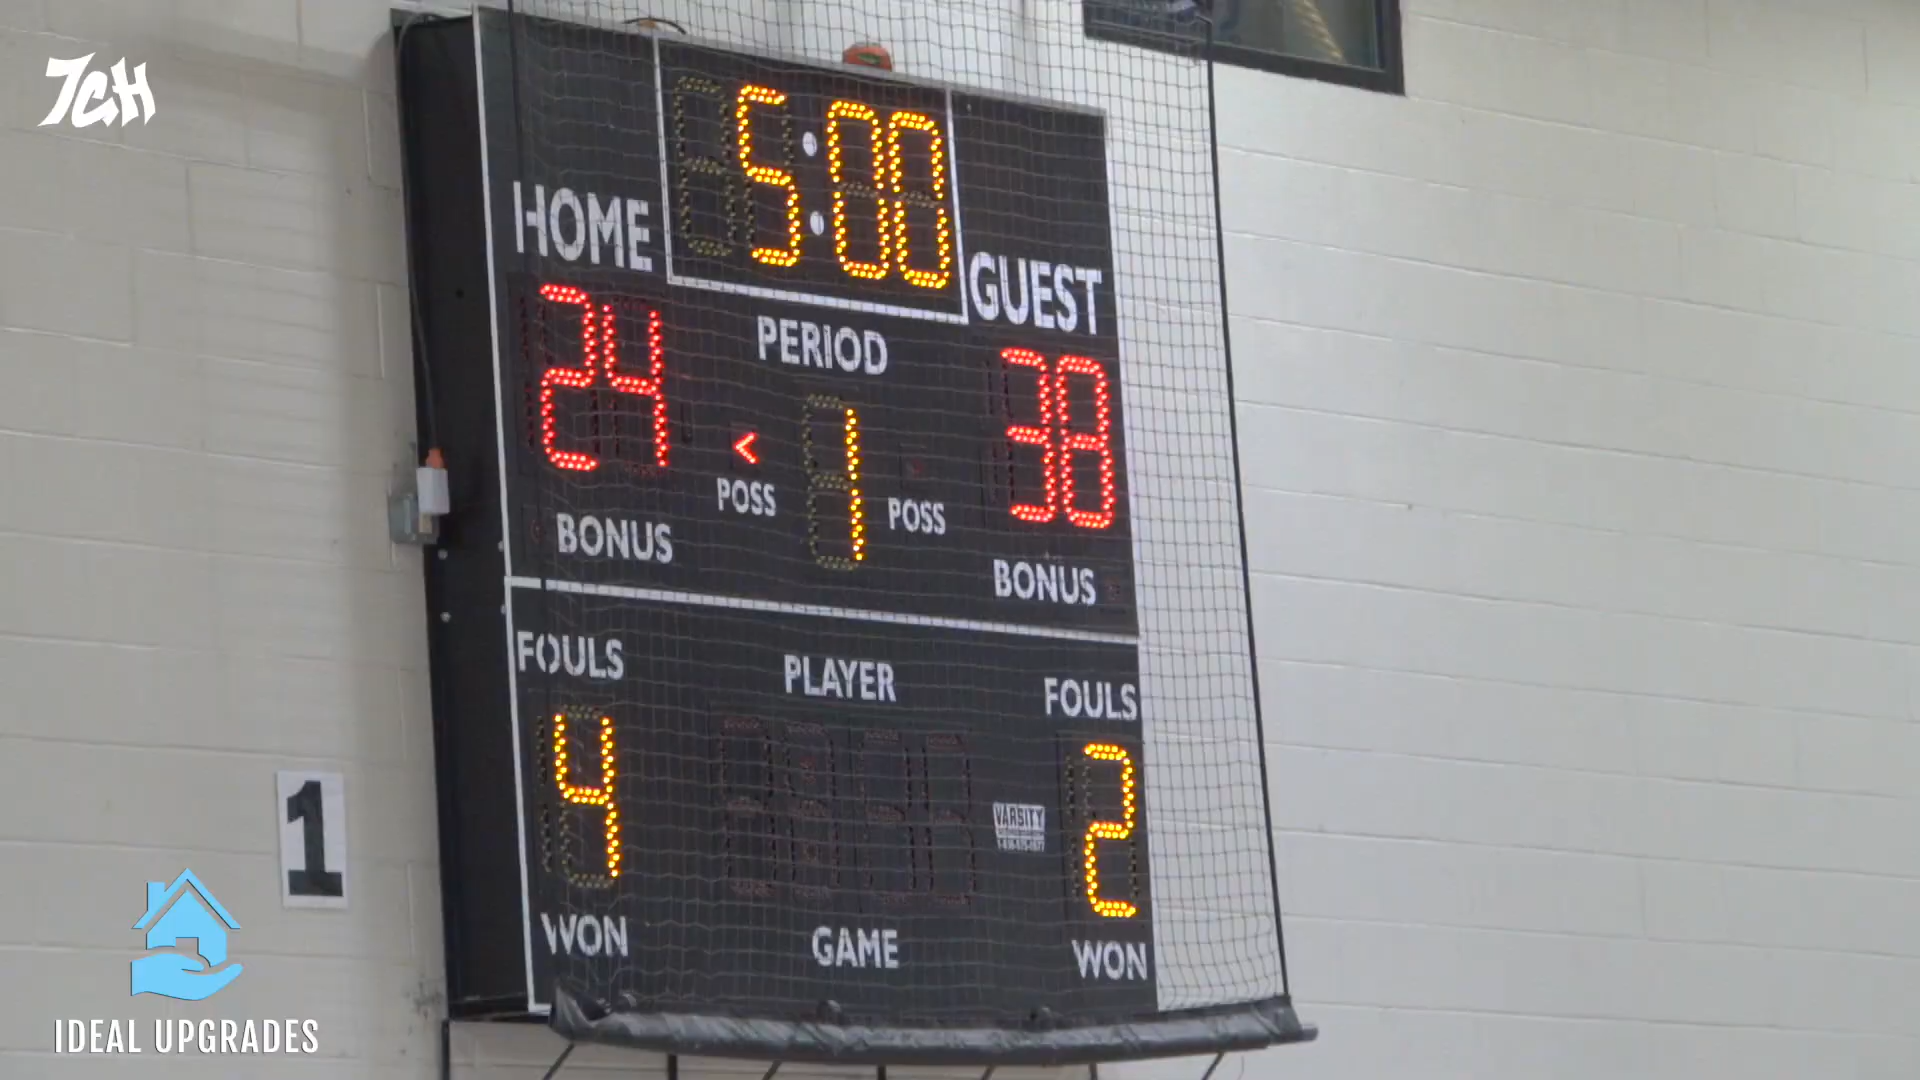 7GH
5:00
HOME
GUEST
24
PERIOD
38
<
1
POSS
POSS
BONUS
BONUS
FOULS
PLAYER
FOULS
4
2
VARSITY
1
WON
GAME
WON
IDEAL UPGRADES